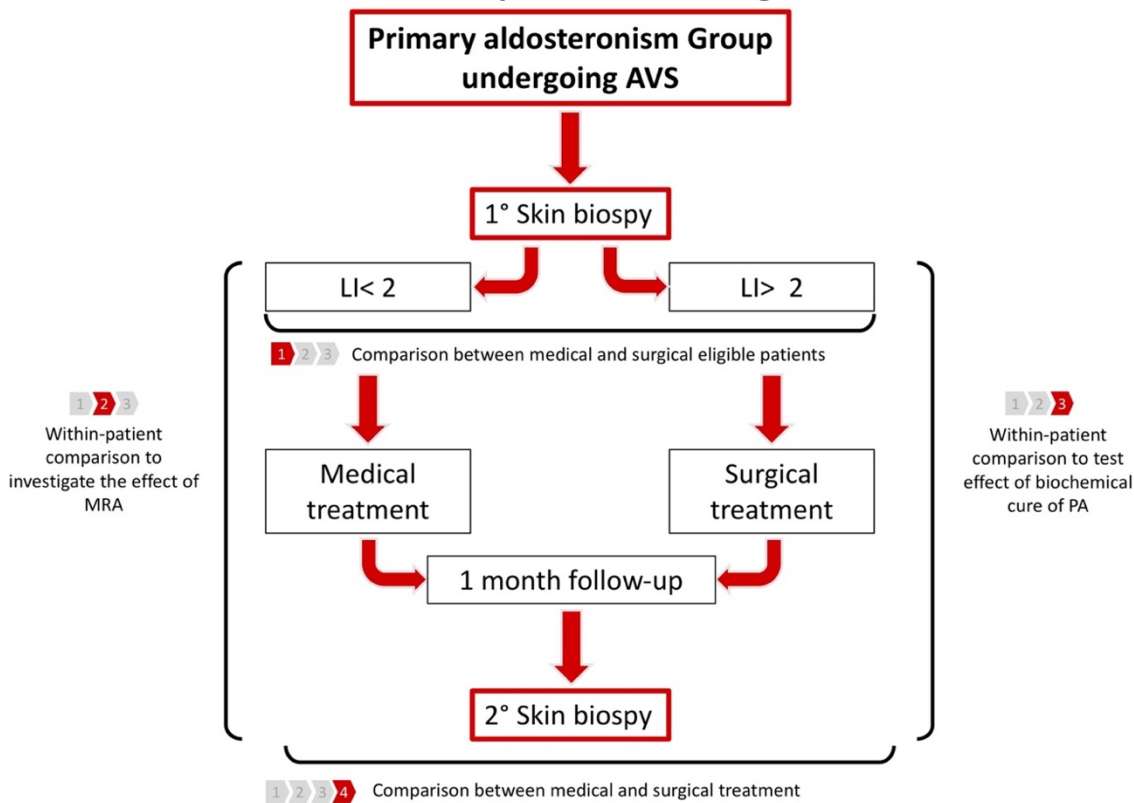 Primary aldosteronism Group
undergoing AVS
1° Skin biospy
LI< 2
LI> 2
1 2 3 Comparison between medical and surgical eligible patients
1 2 3
Within-patient
comparison to
investigate the effect of
MRA
1 2 3
Within-patient
comparison to test
effect of biochemical
cure of PA
Medical
treatment
Surgical
treatment
1 month follow-up
2° Skin biospy
1 2 3 4 Comparison between medical and surgical treatment